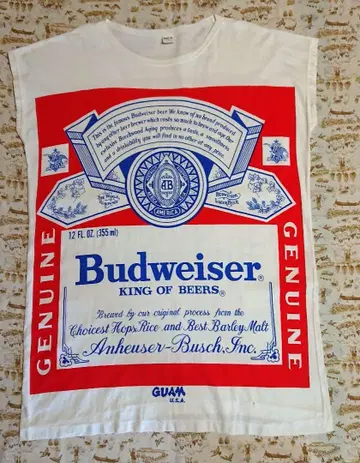 This is the famous Budweiser beer. We know of no brand produced
by any other brewer which costs so much to brew and age. Our
exclusive Beechwood Aging produces a taste, a smoothness
and a drinkability you will find in no other beer at any price.
AB
AMERICA
12 FL. OZ. (355 ml)
Budweiser®
KING OF BEERS®
Brewed by our original process from the
Choicest Hops, Rice and Best Barley Malt
Anheuser-Busch, Inc.
GENUINE
GENUINE
GUAM
U.S.A.